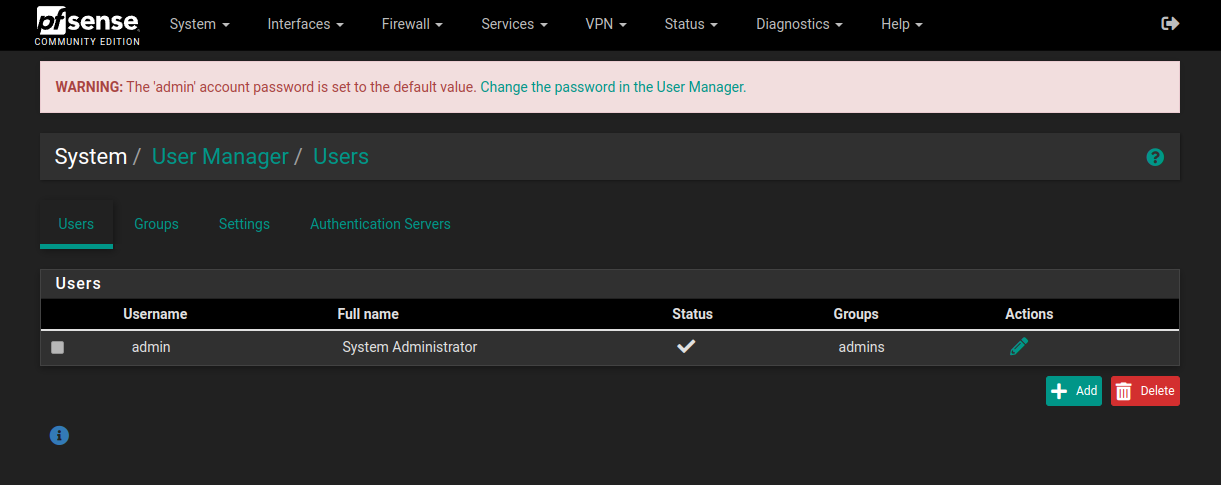 pfsense
COMMUNITY EDITION
System Interfaces Firewall Services VPN Status Diagnostics Help
WARNING: The 'admin' account password is set to the default value. Change the password in the User Manager.
System / User Manager / Users
Users Groups Settings Authentication Servers
Users
Username Full name Status Groups Actions
admin System Administrator admins
Add Delete